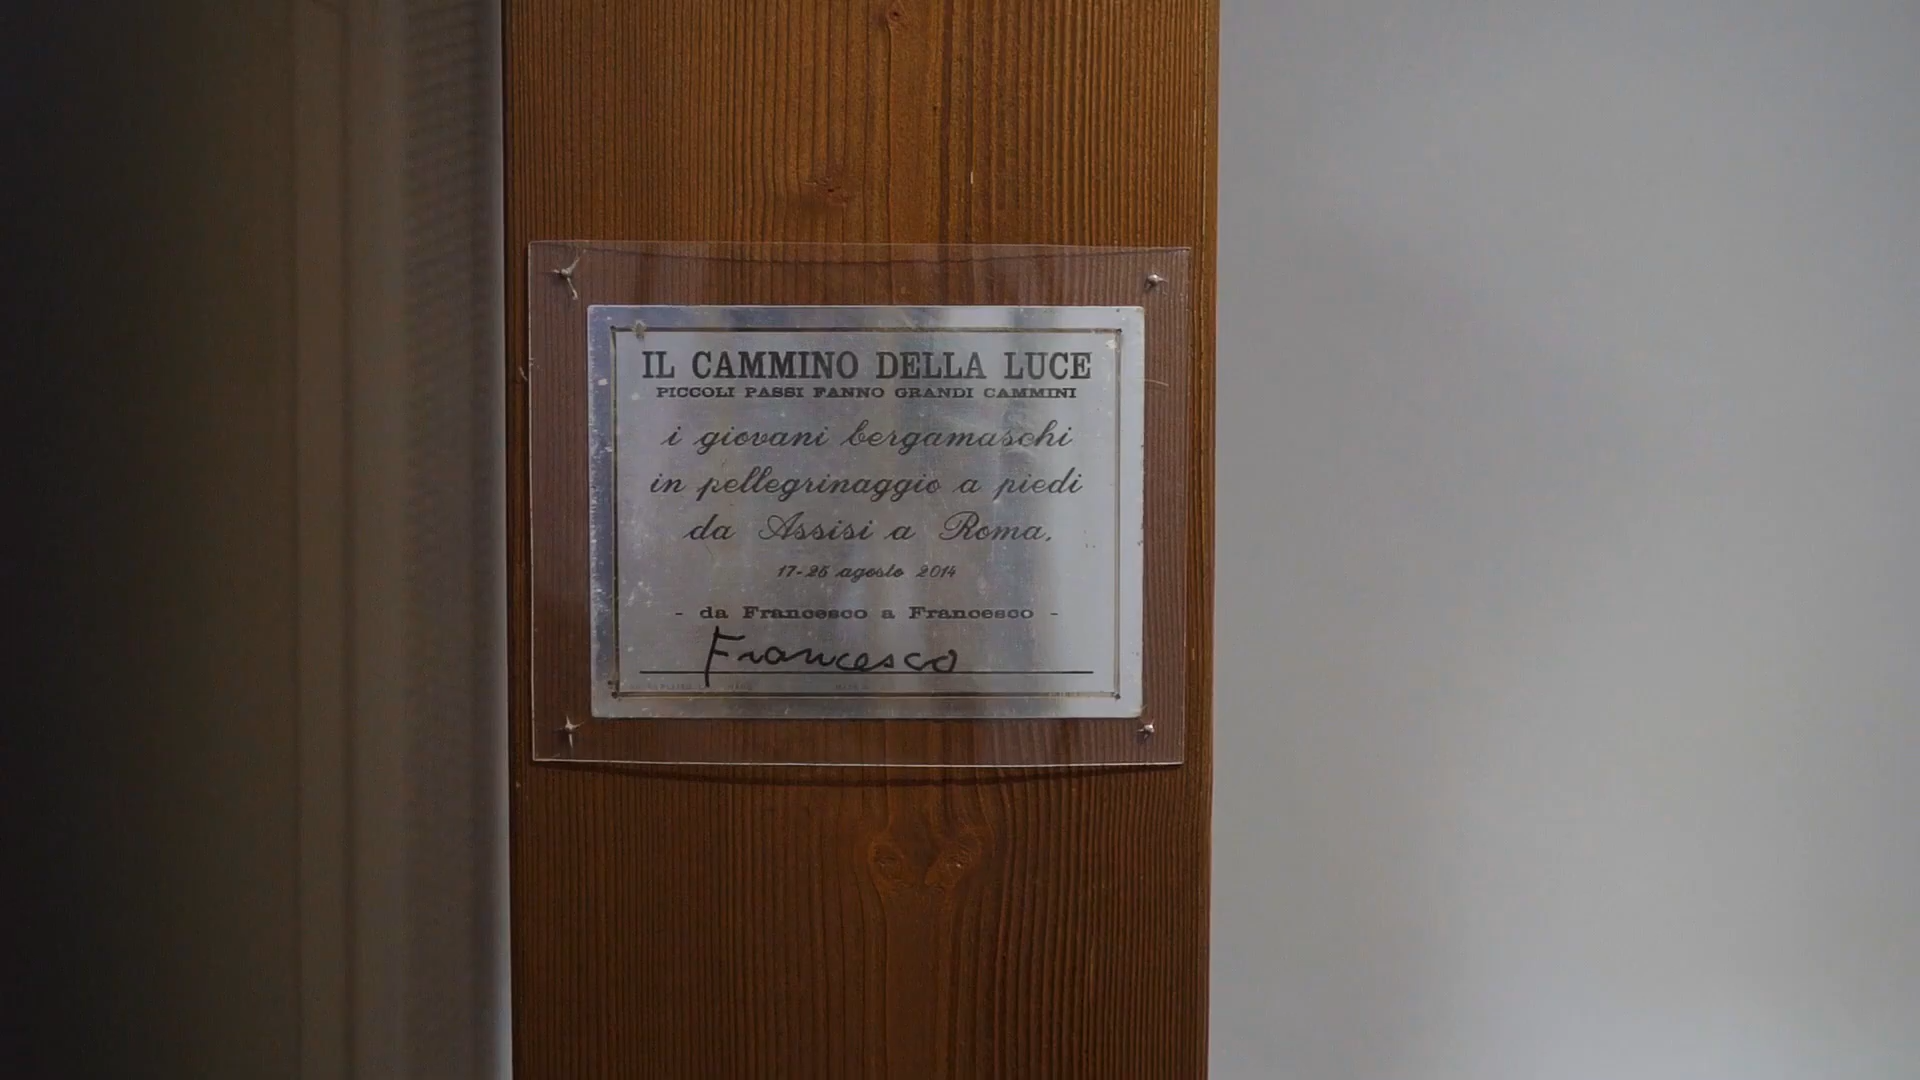 IL CAMMINO DELLA LUCE
PICCOLI PASSI FANNO GRANDI CAMMINI
i giovani bergamaschi
in pellegrinaggio a piedi
da Assisi a Roma.
17-25 agosto 2014
- da Francesco a Francesco -
Francesco